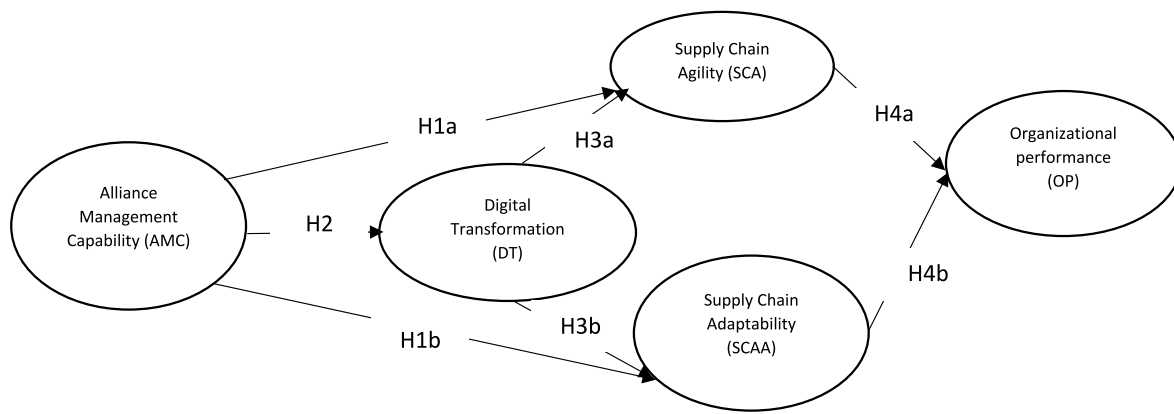 Supply Chain
Agility (SCA)
H1a
H3a
H4a
Organizational
performance
(OP)
Alliance
Management
Capability (AMC)
H2
Digital
Transformation
(DT)
H4b
Supply Chain
Adaptability
(SCAA)
H3b
H1b